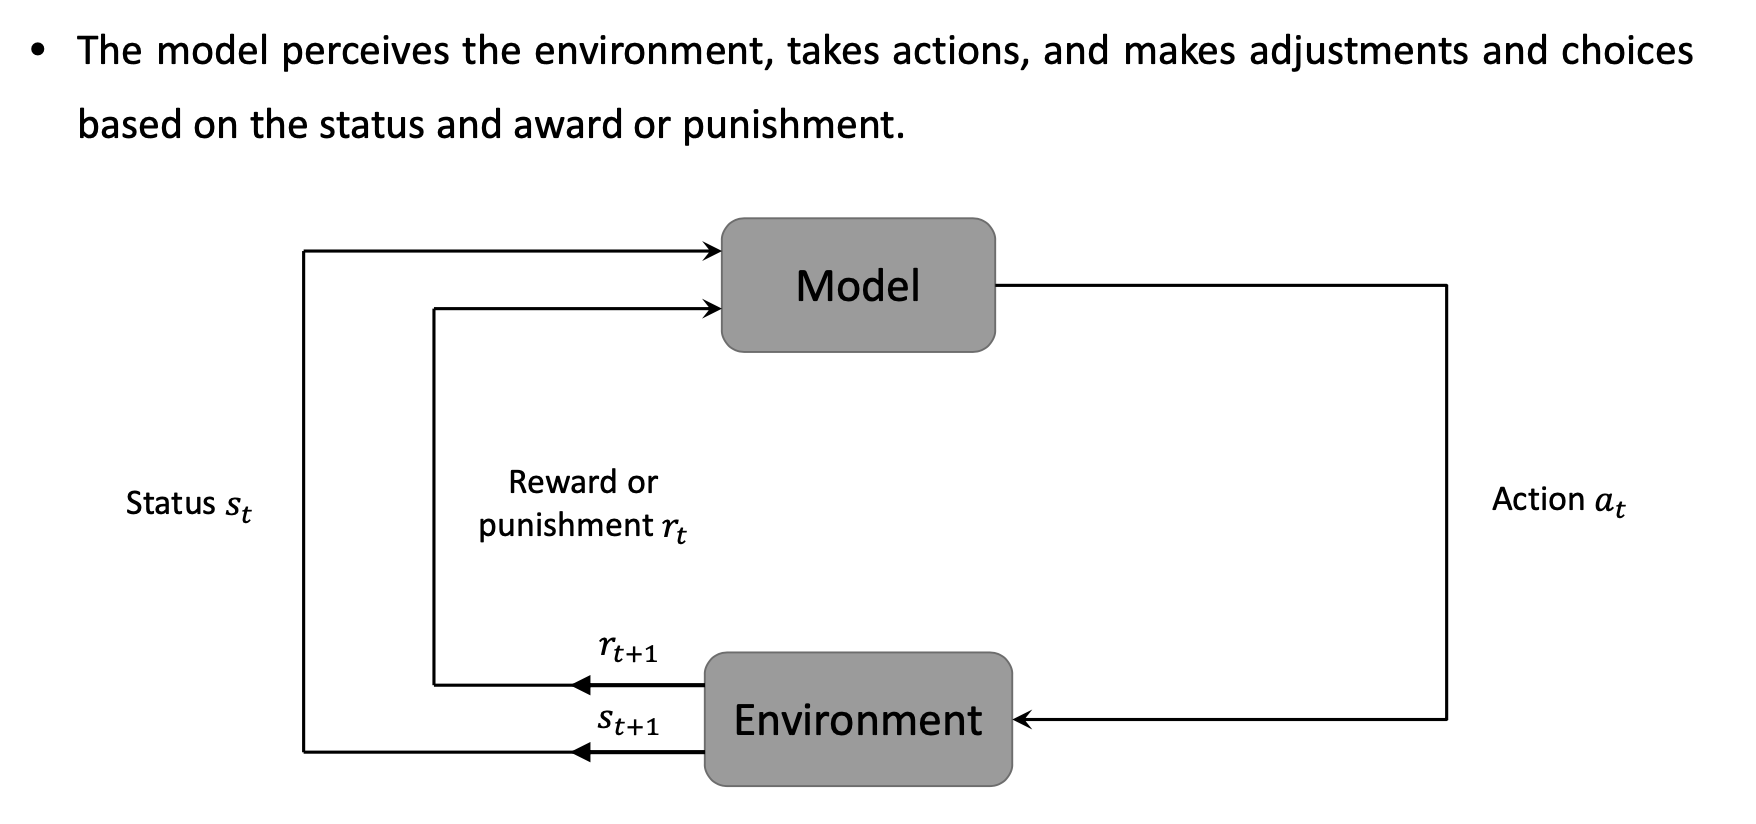 • The model perceives the environment, takes actions, and makes adjustments and choices
based on the status and award or punishment.
Model
Status sₜ
Reward or
punishment rₜ
Action aₜ
rₜ₊₁
sₜ₊₁
Environment